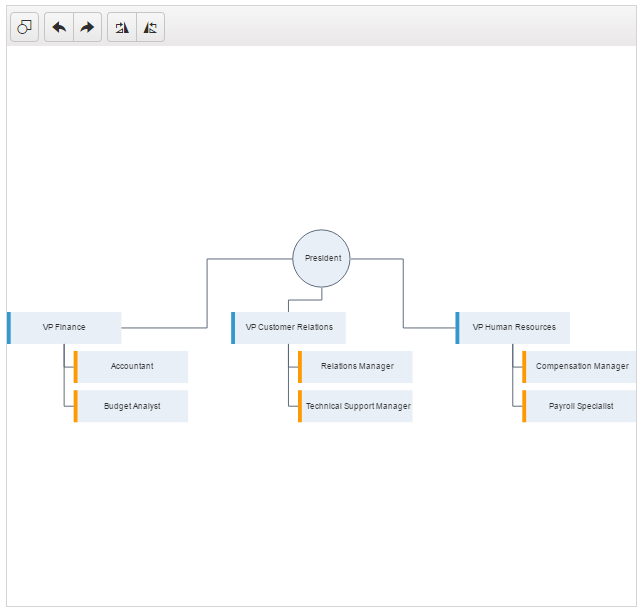 President
VP Finance
VP Customer Relations
VP Human Resources
Accountant
Relations Manager
Compensation Manager
Budget Analyst
Technical Support Manager
Payroll Specialist